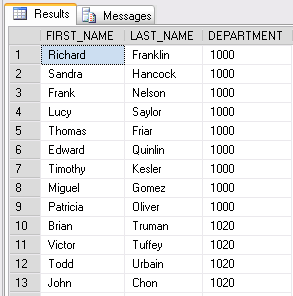 Results Messages
FIRST_NAME LAST_NAME DEPARTMENT
1 Richard Franklin 1000
2 Sandra Hancock 1000
3 Frank Nelson 1000
4 Lucy Saylor 1000
5 Thomas Friar 1000
6 Edward Quinlin 1000
7 Timothy Kesler 1000
8 Miguel Gomez 1000
9 Patricia Oliver 1000
10 Brian Truman 1020
11 Victor Tuffey 1020
12 Todd Urbain 1020
13 John Chon 1020